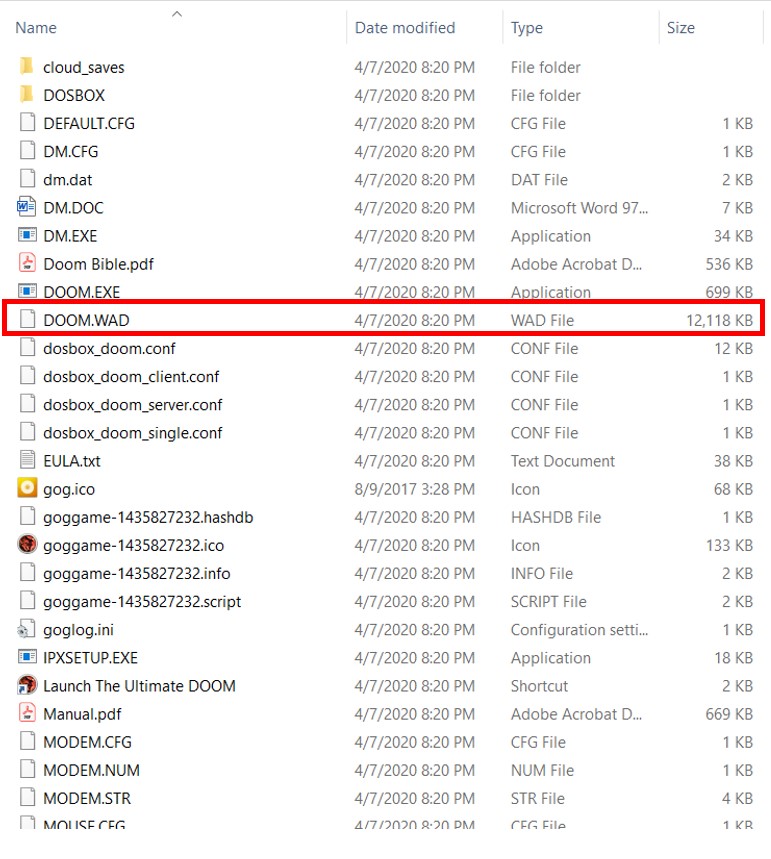 Name Date modified Type Size
cloud_saves 4/7/2020 8:20 PM File folder
DOSBOX 4/7/2020 8:20 PM File folder
DEFAULT.CFG 4/7/2020 8:20 PM CFG File 1 KB
DM.CFG 4/7/2020 8:20 PM CFG File 1 KB
dm.dat 4/7/2020 8:20 PM DAT File 2 KB
DM.DOC 4/7/2020 8:20 PM Microsoft Word 97... 7 KB
DM.EXE 4/7/2020 8:20 PM Application 34 KB
Doom Bible.pdf 4/7/2020 8:20 PM Adobe Acrobat D... 536 KB
DOOM.EXE 4/7/2020 8:20 PM Application 699 KB
DOOM.WAD 4/7/2020 8:20 PM WAD File 12,118 KB
dosbox_doom.conf 4/7/2020 8:20 PM CONF File 12 KB
dosbox_doom_client.conf 4/7/2020 8:20 PM CONF File 1 KB
dosbox_doom_server.conf 4/7/2020 8:20 PM CONF File 1 KB
dosbox_doom_single.conf 4/7/2020 8:20 PM CONF File 1 KB
EULA.txt 4/7/2020 8:20 PM Text Document 38 KB
gog.ico 8/9/2017 3:28 PM Icon 68 KB
goggame-1435827232.hashdb 4/7/2020 8:20 PM HASHDB File 1 KB
goggame-1435827232.ico 4/7/2020 8:20 PM Icon 133 KB
goggame-1435827232.info 4/7/2020 8:20 PM INFO File 2 KB
goggame-1435827232.script 4/7/2020 8:20 PM SCRIPT File 2 KB
goglog.ini 4/7/2020 8:20 PM Configuration setti... 2 KB
IPXSETUP.EXE 4/7/2020 8:20 PM Application 18 KB
Launch The Ultimate DOOM 4/7/2020 8:20 PM Shortcut 2 KB
Manual.pdf 4/7/2020 8:20 PM Adobe Acrobat D... 669 KB
MODEM.CFG 4/7/2020 8:20 PM CFG File 1 KB
MODEM.NUM 4/7/2020 8:20 PM NUM File 1 KB
MODEM.STR 4/7/2020 8:20 PM STR File 4 KB
MOUSE.CFG 4/7/2020 8:20 PM CFG File 1 KB